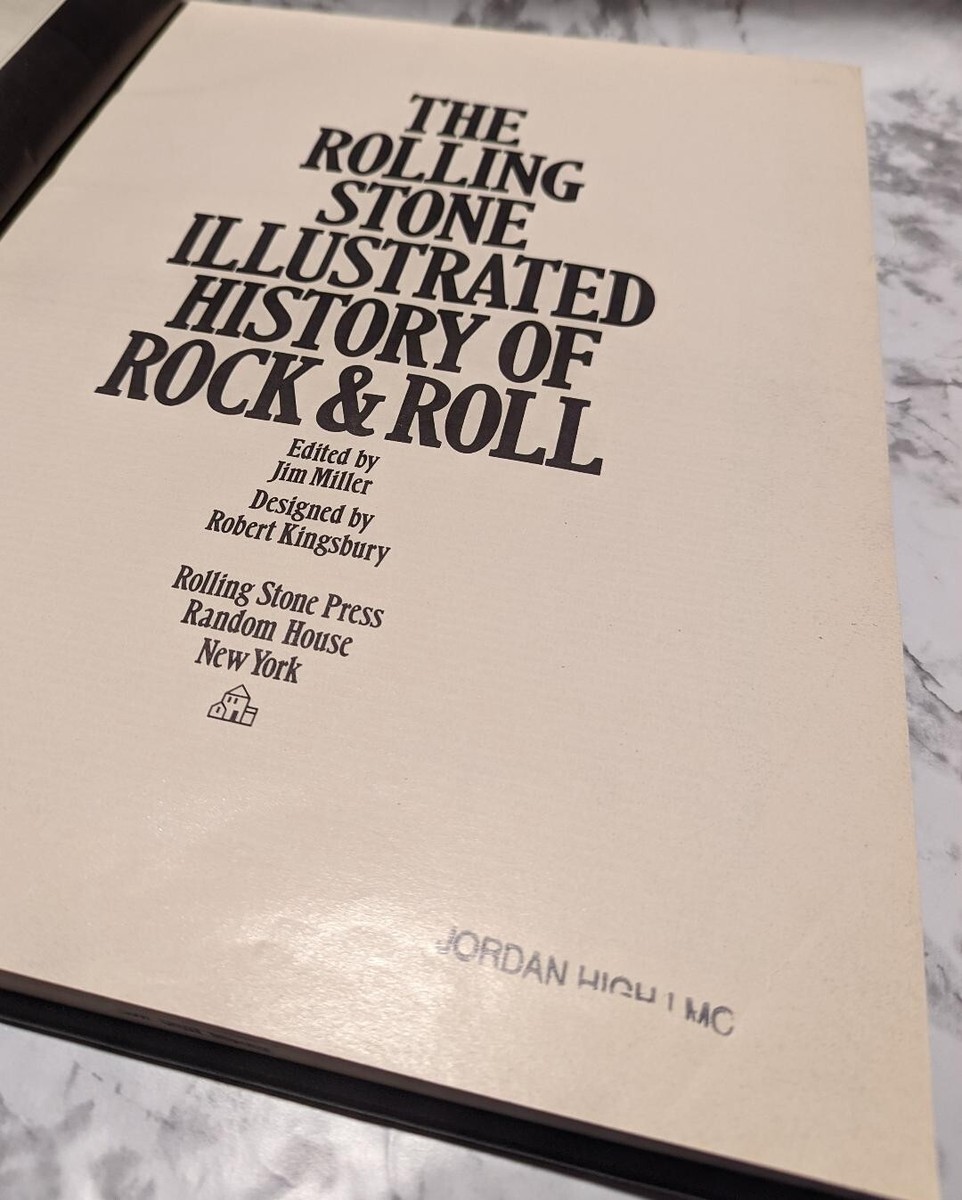 THE
ROLLING
STONE
ILLUSTRATED
HISTORY OF
ROCK & ROLL
Edited by
Jim Miller
Designed by
Robert Kingsbury
Rolling Stone Press
Random House
New York
JORDAN HIGH LMC